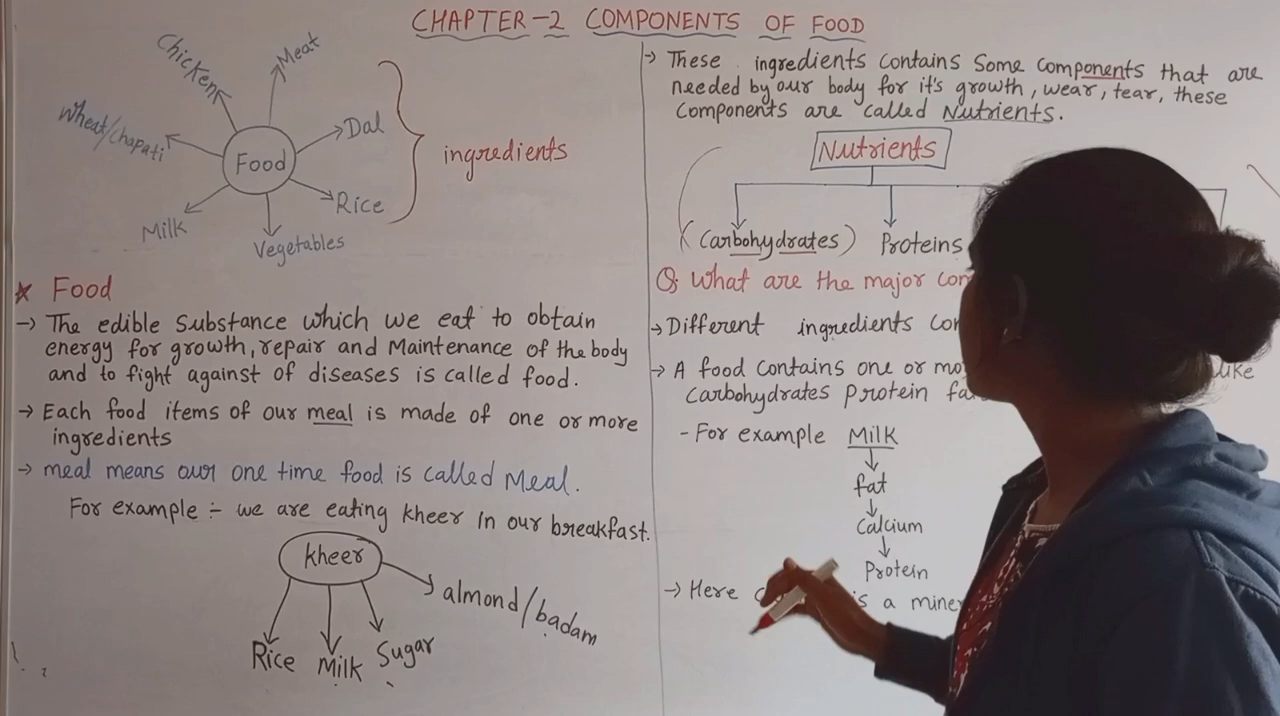 CHAPTER-2 COMPONENTS OF FOOD
Chicken
Meat
Wheat/chapati
Dal
Food
ingredients
Rice
Milk
Vegetables
* Food
→ The edible Substance which we eat to obtain
energy for growth, repair and Maintenance of the body
and to fight against of diseases is called food.
→ Each food items of our meal is made of one or more
ingredients
→ meal means our one time food is called Meal.
For example :- we are eating kheer in our breakfast.
kheer
almond/badam
Rice Milk Sugar
→ These ingredients contains Some components that are
needed by our body for it's growth, wear, tear, these
Components are called Nutrients.
Nutrients
(Carbohydrates) Proteins
Q: What are the major
→ Different ingredients
→ A food contains one or
Carbohydrates protein
- For example Milk
fat
Calcium
Protein
→ Here is a